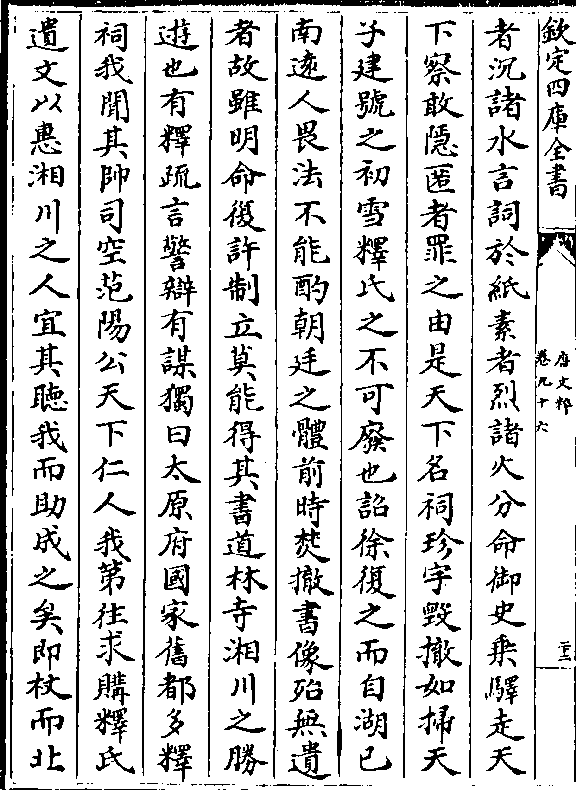 欽定四庫全書
唐文粹
卷九十六
二十三
者沉諸水言詞於紙素者烈諸火分命御史乗驛走天
下察敢隱匿者罪之由是天下名祠珍宇毀撤如掃天
子建號之初雪釋氏之不可廢也詔徐復之而自湖已
南逺人畏法不能酌朝廷之體前時焚撤書像殆無遺
者故雖明命復許制立莫能得其書道林寺湘川之勝
遊也有釋疏言警辯有謀獨曰太原府國家舊都多釋
祠我聞其帥司空范陽公天下仁人我第往求購釋氏
遺文以惠湘川之人宜其聽我而助成之矣即杖而北